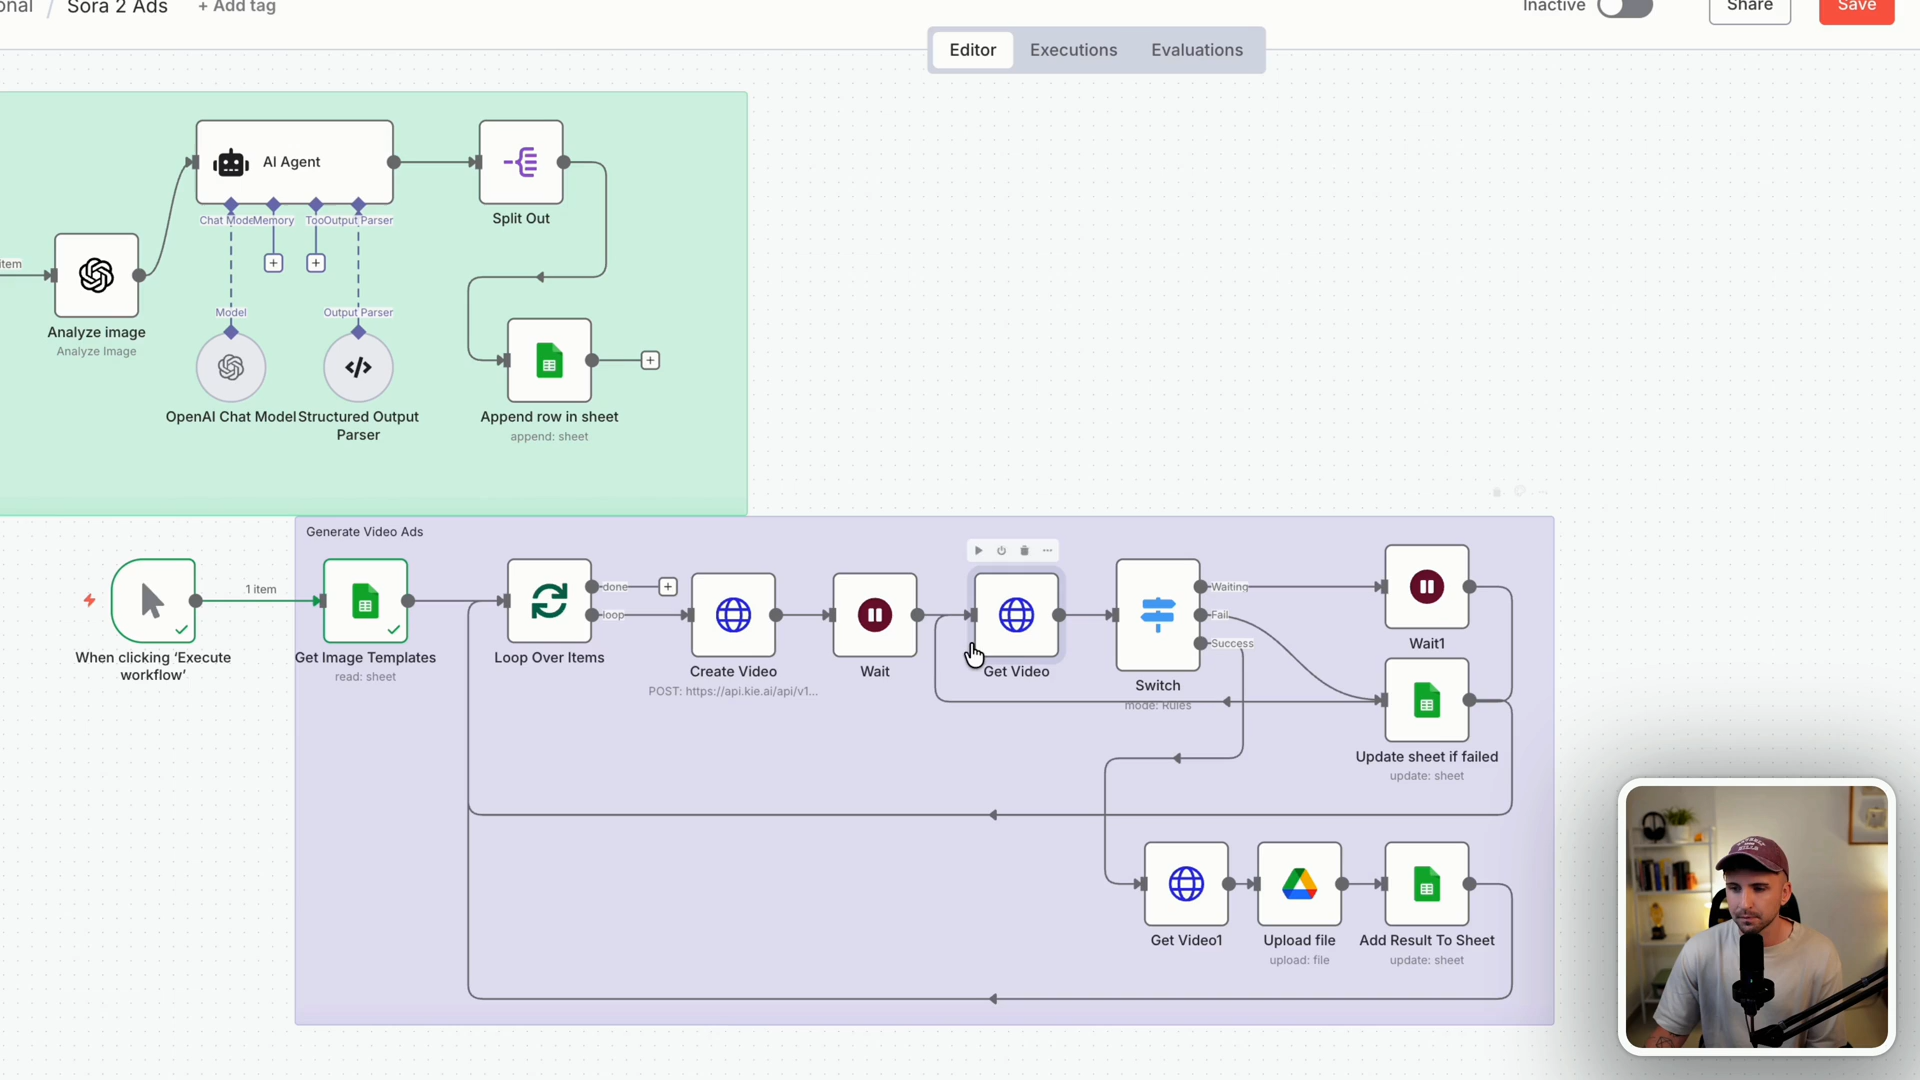 onal / Sora 2 Ads + Add tag
Inactive Share Save
Editor Executions Evaluations
AI Agent
Split Out
Chat Mode Memory Too Output Parser
item
Analyze image
Analyze Image
Model
Output Parser
OpenAI Chat Model
Structured Output
Parser
Append row in sheet
append: sheet
Generate Video Ads
1 item
done
loop
Waiting
Fail
Success
When clicking ‘Execute
workflow’
Get Image Templates
read: sheet
Loop Over Items
Create Video
POST: https://api.kie.ai/api/v1...
Wait
Get Video
Switch
mode: Rules
Wait1
Update sheet if failed
update: sheet
Get Video1
Upload file
upload: file
Add Result To Sheet
update: sheet